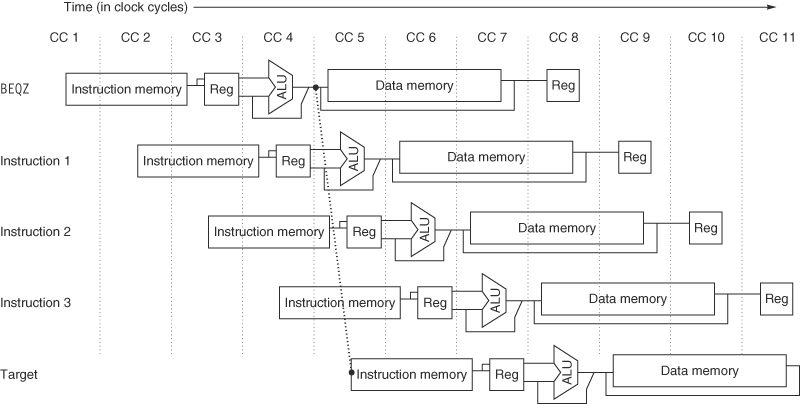 Time (in clock cycles)
CC 1 CC 2 CC 3 CC 4 CC 5 CC 6 CC 7 CC 8 CC 9 CC 10 CC 11
BEQZ Instruction memory Reg ALU Data memory Reg
Instruction 1 Instruction memory Reg ALU Data memory Reg
Instruction 2 Instruction memory Reg ALU Data memory Reg
Instruction 3 Instruction memory Reg ALU Data memory Reg
Target Instruction memory Reg ALU Data memory